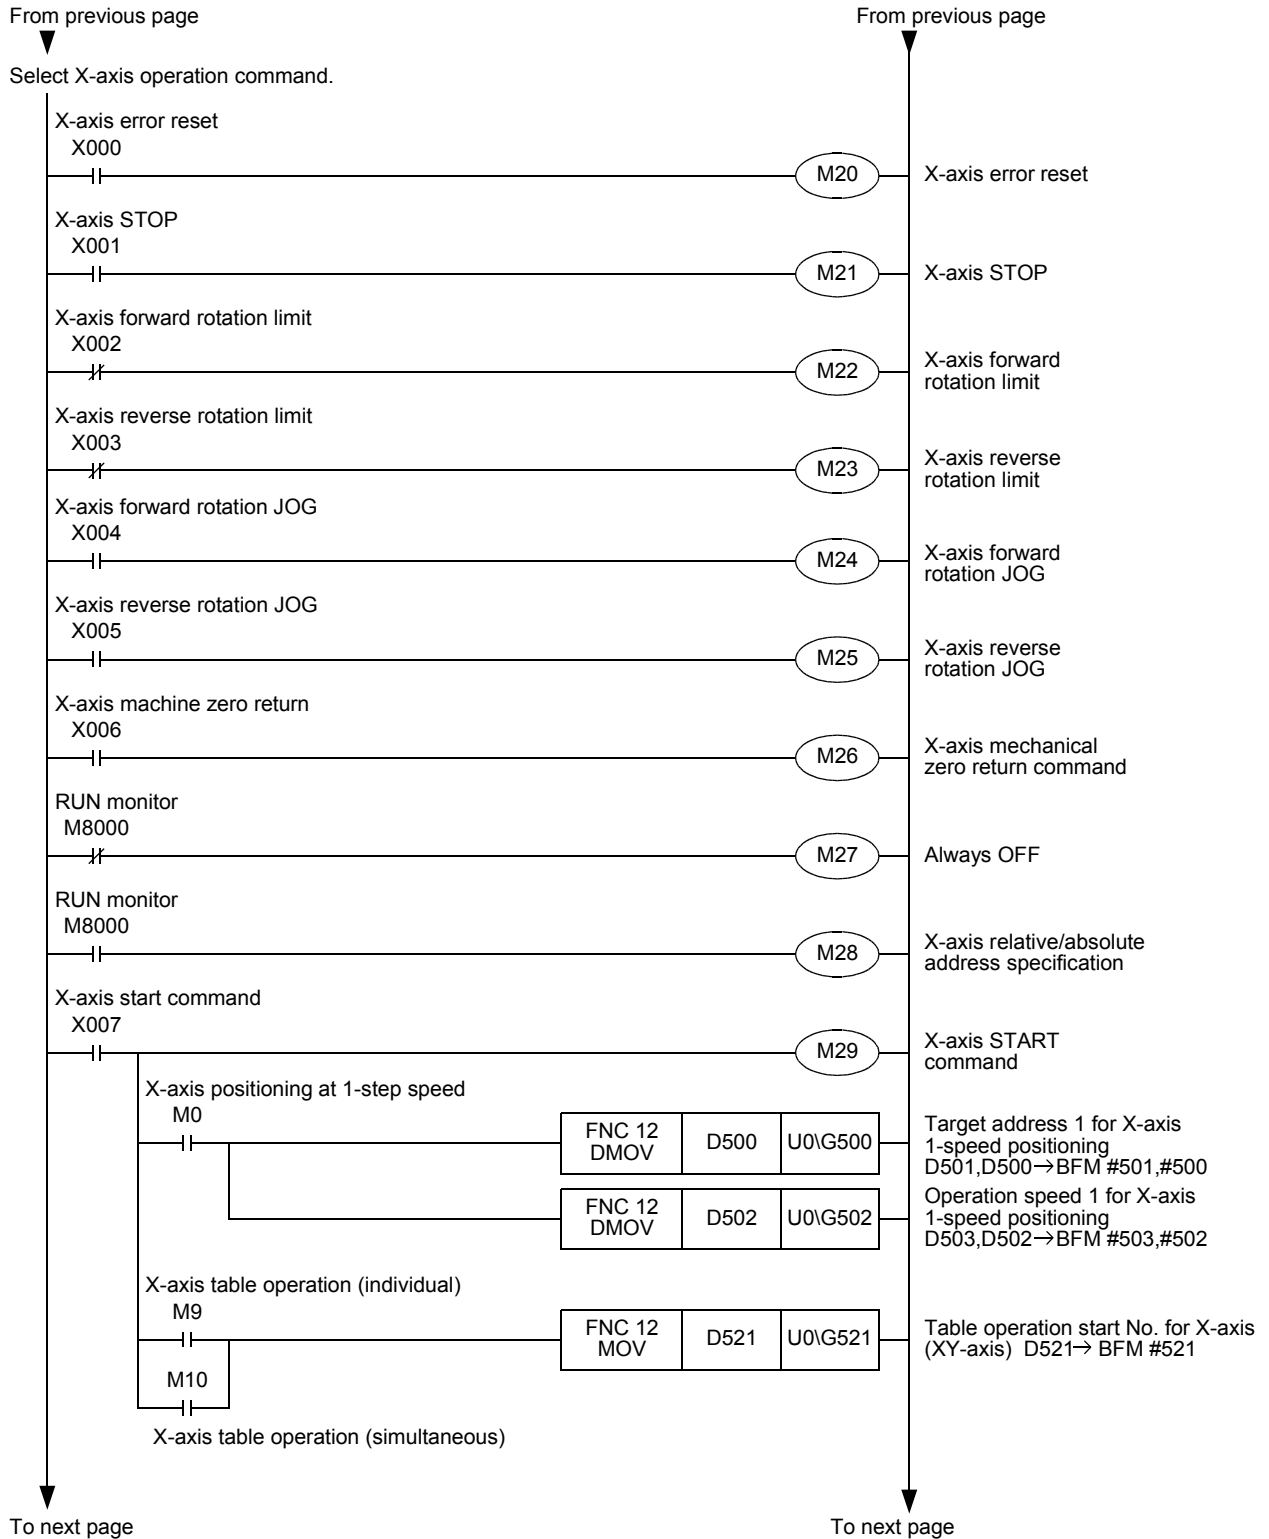 From previous page
From previous page
Select X-axis operation command.
X-axis error reset
X000
M20
X-axis error reset
X-axis STOP
X001
M21
X-axis STOP
X-axis forward rotation limit
X002
M22
X-axis forward
rotation limit
X-axis reverse rotation limit
X003
M23
X-axis reverse
rotation limit
X-axis forward rotation JOG
X004
M24
X-axis forward
rotation JOG
X-axis reverse rotation JOG
X005
M25
X-axis reverse
rotation JOG
X-axis machine zero return
X006
M26
X-axis mechanical
zero return command
RUN monitor
M8000
M27
Always OFF
RUN monitor
M8000
M28
X-axis relative/absolute
address specification
X-axis start command
X007
M29
X-axis START
command
X-axis positioning at 1-step speed
M0
FNC 12
DMOV
D500
U0\G500
Target address 1 for X-axis
1-speed positioning
D501,D500→BFM #501,#500
FNC 12
DMOV
D502
U0\G502
Operation speed 1 for X-axis
1-speed positioning
D503,D502→BFM #503,#502
X-axis table operation (individual)
M9
FNC 12
MOV
D521
U0\G521
Table operation start No. for X-axis
(XY-axis) D521→ BFM #521
M10
X-axis table operation (simultaneous)
To next page
To next page